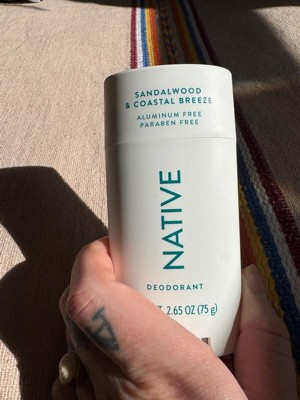 SANDALWOOD
& COASTAL BREEZE
ALUMINUM FREE
PARABEN FREE
NATIVE
DEODORANT
2.65 OZ (75 g)